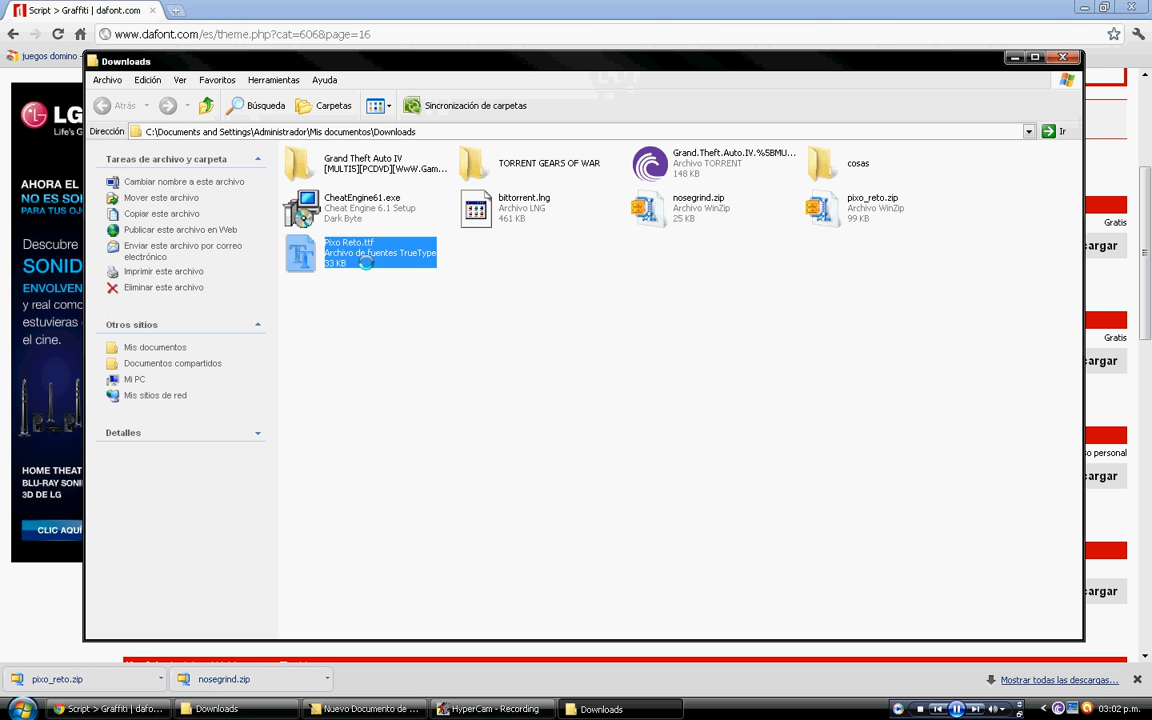 Script > Graffiti | dafont.com
www.dafont.com/es/theme.php?cat=606&page=16
juegos domino
Downloads
Archivo Edición Ver Favoritos Herramientas Ayuda
Atrás Búsqueda Carpetas Sincronización de carpetas
Dirección C:\Documents and Settings\Administrador\Mis documentos\Downloads Ir
Tareas de archivo y carpeta
Cambiar nombre a este archivo
Mover este archivo
Copiar este archivo
Publicar este archivo en Web
Enviar este archivo por correo
electrónico
Imprimir este archivo
Eliminar este archivo
Otros sitios
Mis documentos
Documentos compartidos
Mi PC
Mis sitios de red
Detalles
Grand Theft Auto IV
[MULTI5][PCDVD][WwW.Gam...
TORRENT GEARS OF WAR
Grand.Theft.Auto.IV.%5BMU...
Archivo TORRENT
148 KB
cosas
CheatEngine61.exe
Cheat Engine 6.1 Setup
Dark Byte
bittorrent.lng
Archivo LNG
461 KB
nosegrind.zip
Archivo WinZip
25 KB
pixo_reto.zip
Archivo WinZip
99 KB
Pixo Reto.ttf
Archivo de fuentes TrueType
33 KB
LG
Life's G
AHORA EL
NO ES SO
PARA TUS OJ
Descubre
SONID
ENVOLVEN
y real como
estuvieras
el cine.
HOME THEAT
BLU-RAY SONI
3D DE LG
CLIC AQUÍ
Gratis
cargar
Gratis
cargar
so personal
cargar
cargar
pixo_reto.zip nosegrind.zip Mostrar todas las descargas...
Script > Graffiti | dafo... Downloads Nuevo Documento de ... HyperCam - Recording Downloads 03:02 p.m.